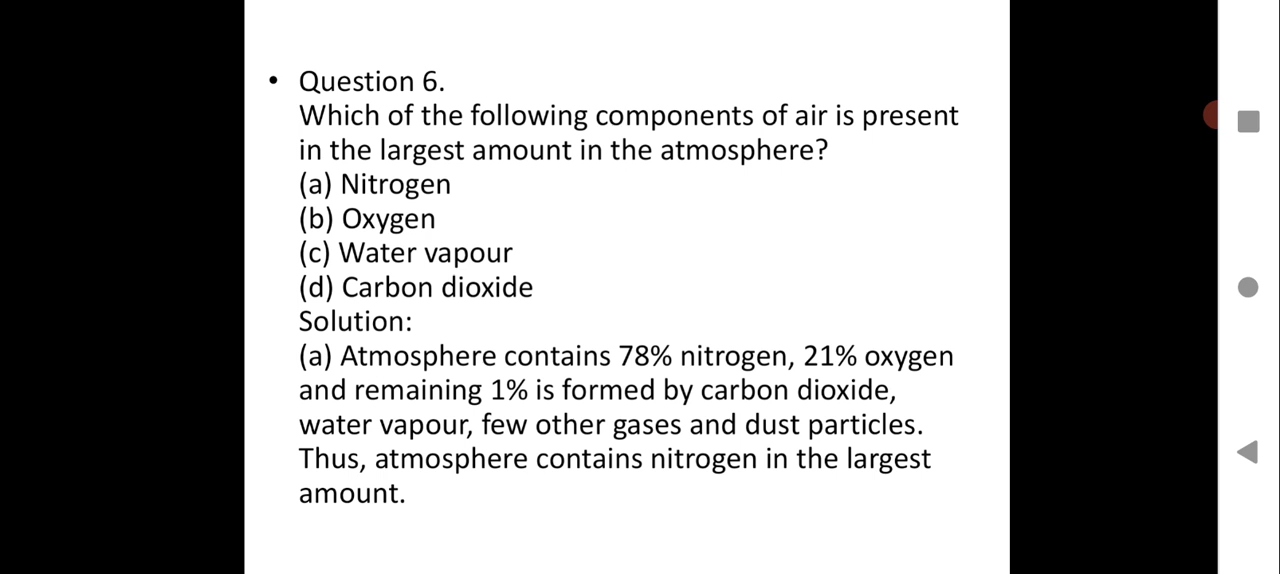 • Question 6.
Which of the following components of air is present
in the largest amount in the atmosphere?
(a) Nitrogen
(b) Oxygen
(c) Water vapour
(d) Carbon dioxide
Solution:
(a) Atmosphere contains 78% nitrogen, 21% oxygen
and remaining 1% is formed by carbon dioxide,
water vapour, few other gases and dust particles.
Thus, atmosphere contains nitrogen in the largest
amount.